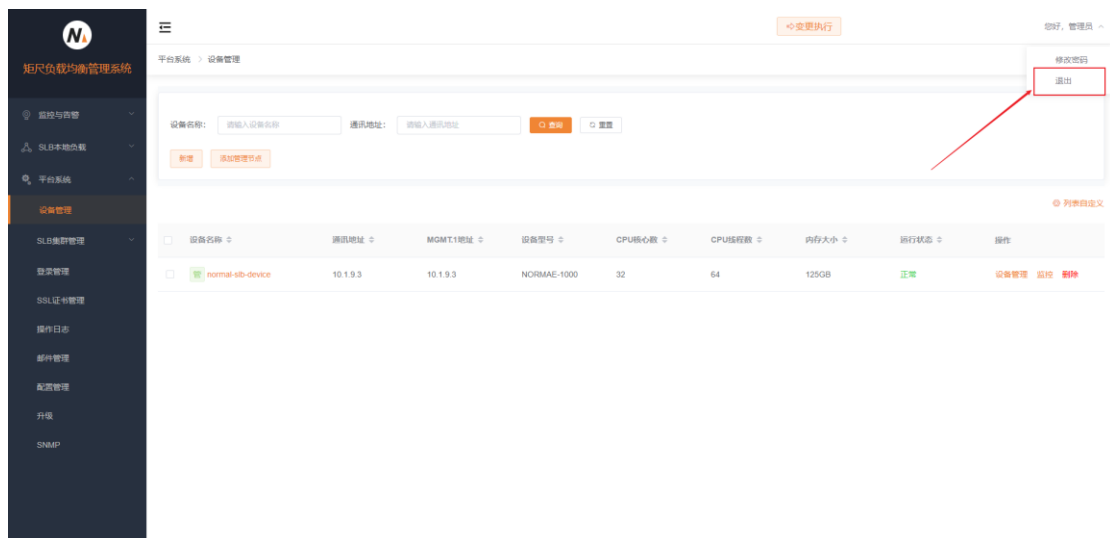 N
变更执行
您好，管理员
矩尺负载均衡管理系统
平台系统 > 设备管理
修改密码
退出
监控与告警
SLB本地负载
平台系统
设备管理
SLB集群管理
登录管理
SSL证书管理
操作日志
邮件管理
配置管理
升级
SNMP
设备名称： 请输入设备名称 通讯地址： 请输入通讯地址 查询 重置
新增 添加管理节点
列表自定义
设备名称 通讯地址 MGMT.1地址 设备型号 CPU核心数 CPU线程数 内存大小 运行状态 操作
管 normal-slb-device 10.1.9.3 10.1.9.3 NORMAE-1000 32 64 125GB 正常 设备管理 监控 删除